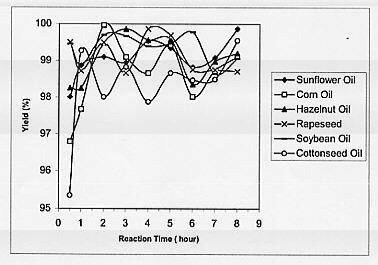 100
99
98
97
96
95
Yield (%)
0 1 2 3 4 5 6 7 8 9
Reaction Time ( hour)
Sunflower Oil
Corn Oil
Hazelnut Oil
Rapeseed
Soybean Oil
Cottonseed Oil